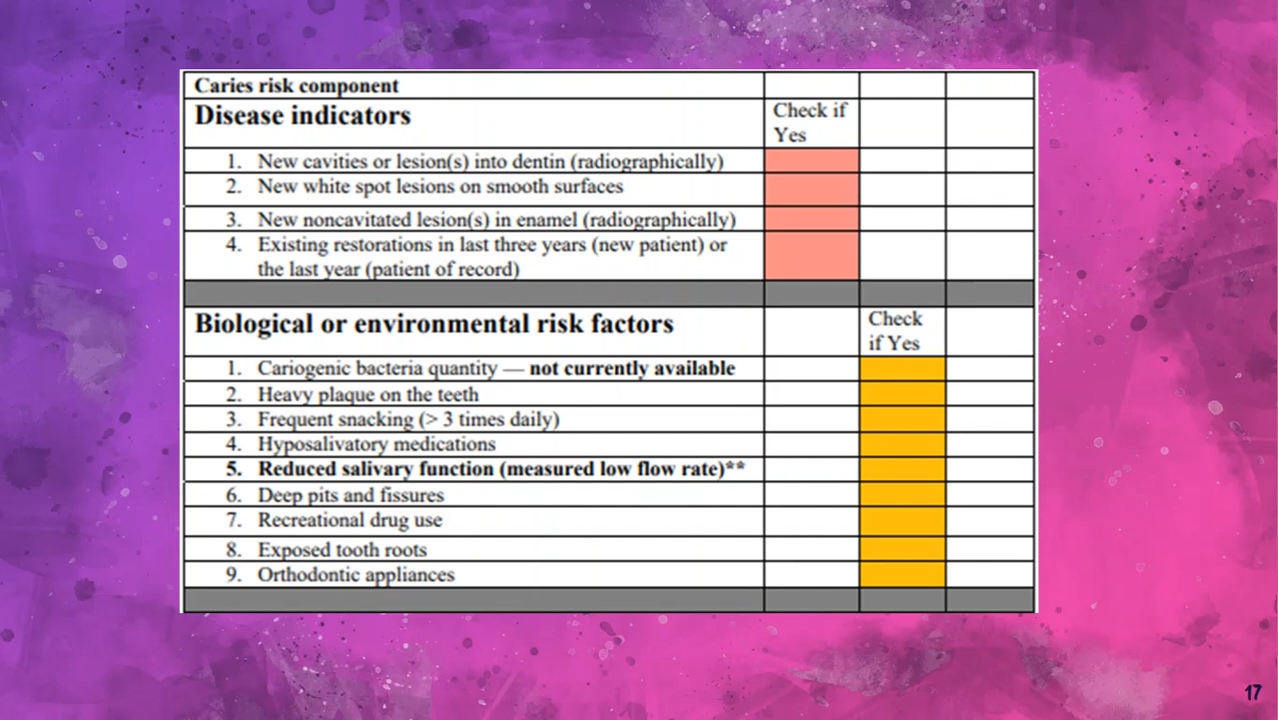 Caries risk component
Disease indicators
Check if
Yes
1. New cavities or lesion(s) into dentin (radiographically)
2. New white spot lesions on smooth surfaces
3. New noncavitated lesion(s) in enamel (radiographically)
4. Existing restorations in last three years (new patient) or
the last year (patient of record)
Biological or environmental risk factors
Check
if Yes
1. Cariogenic bacteria quantity — not currently available
2. Heavy plaque on the teeth
3. Frequent snacking (> 3 times daily)
4. Hyposalivatory medications
5. Reduced salivary function (measured low flow rate)**
6. Deep pits and fissures
7. Recreational drug use
8. Exposed tooth roots
9. Orthodontic appliances
17